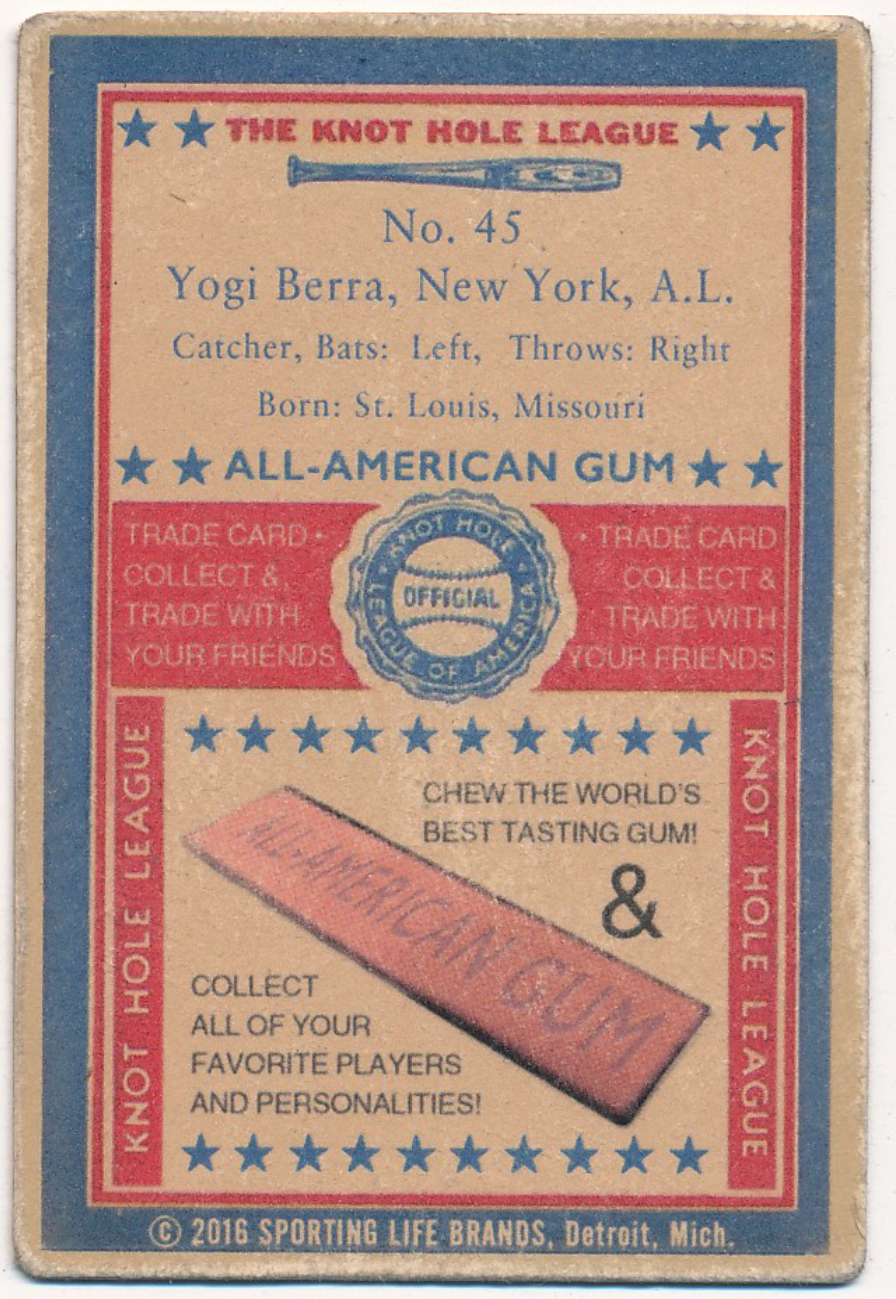 THE KNOT HOLE LEAGUE
No. 45
Yogi Berra, New York, A.L.
Catcher, Bats: Left, Throws: Right
Born: St. Louis, Missouri
ALL-AMERICAN GUM
TRADE CARD •
COLLECT &
TRADE WITH
YOUR FRIENDS
KNOT HOLE
LEAGUE OF AMERICA
OFFICIAL
• TRADE CARD
COLLECT &
TRADE WITH
YOUR FRIENDS
KNOT HOLE LEAGUE
CHEW THE WORLD'S
BEST TASTING GUM!
&
ALL-AMERICAN GUM
COLLECT
ALL OF YOUR
FAVORITE PLAYERS
AND PERSONALITIES!
KNOT HOLE LEAGUE
© 2016 SPORTING LIFE BRANDS, Detroit, Mich.